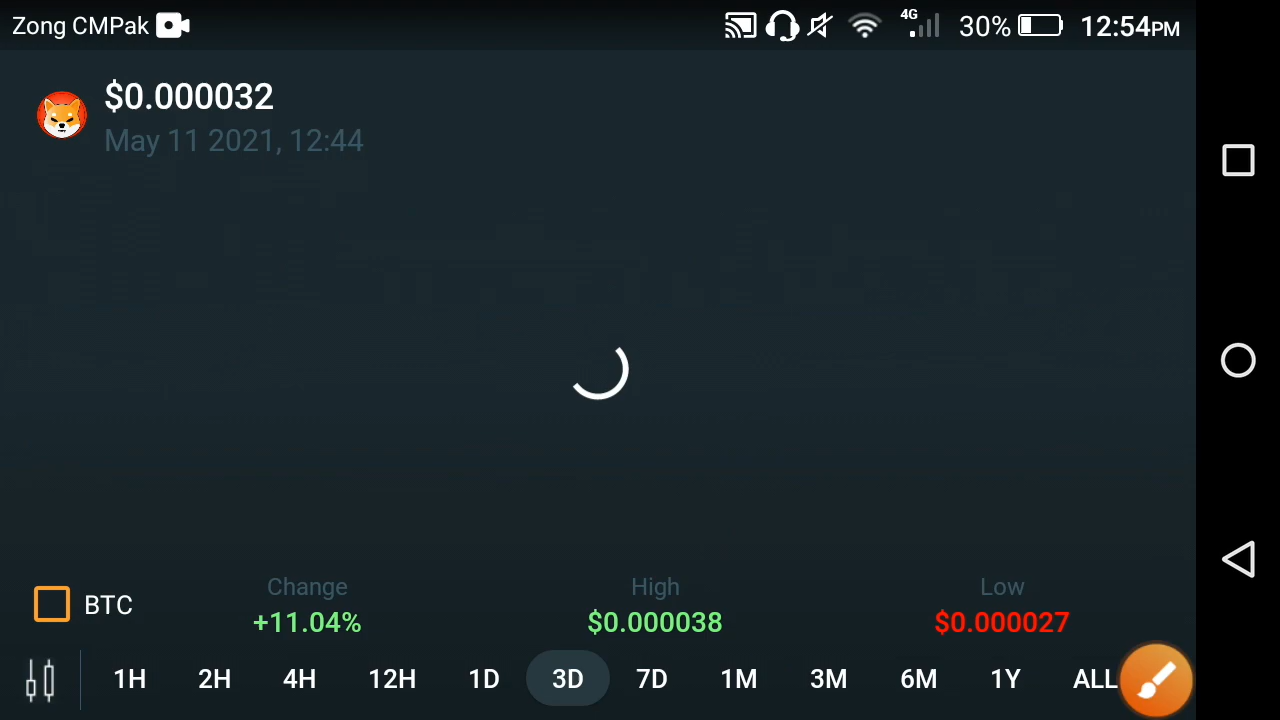 Zong CMPak
4G
30%
12:54PM
$0.000032
May 11 2021, 12:44
BTC
Change
+11.04%
High
$0.000038
Low
$0.000027
1H 2H 4H 12H 1D 3D 7D 1M 3M 6M 1Y ALL